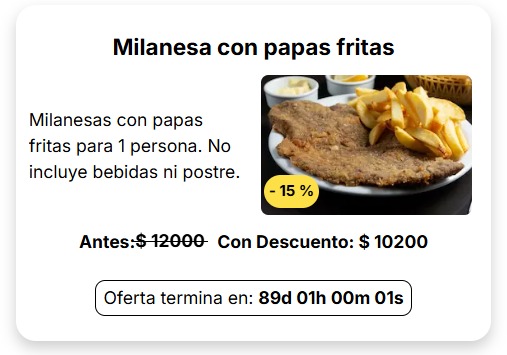 Milanesa con papas fritas
Milanesas con papas
fritas para 1 persona. No
incluye bebidas ni postre.
- 15 %
Antes:$ 12000 Con Descuento: $ 10200
Oferta termina en: 89d 01h 00m 01s